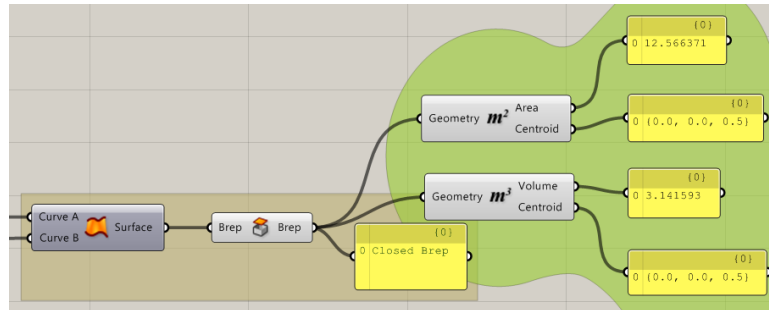 {0}
0 12.566371
Geometry m² Area
Centroid
{0}
0 {0.0, 0.0, 0.5}
Geometry m³ Volume
Centroid
{0}
0 3.141593
Curve A
Curve B
Surface
Brep Brep
{0}
0 Closed Brep
{0}
0 {0.0, 0.0, 0.5}